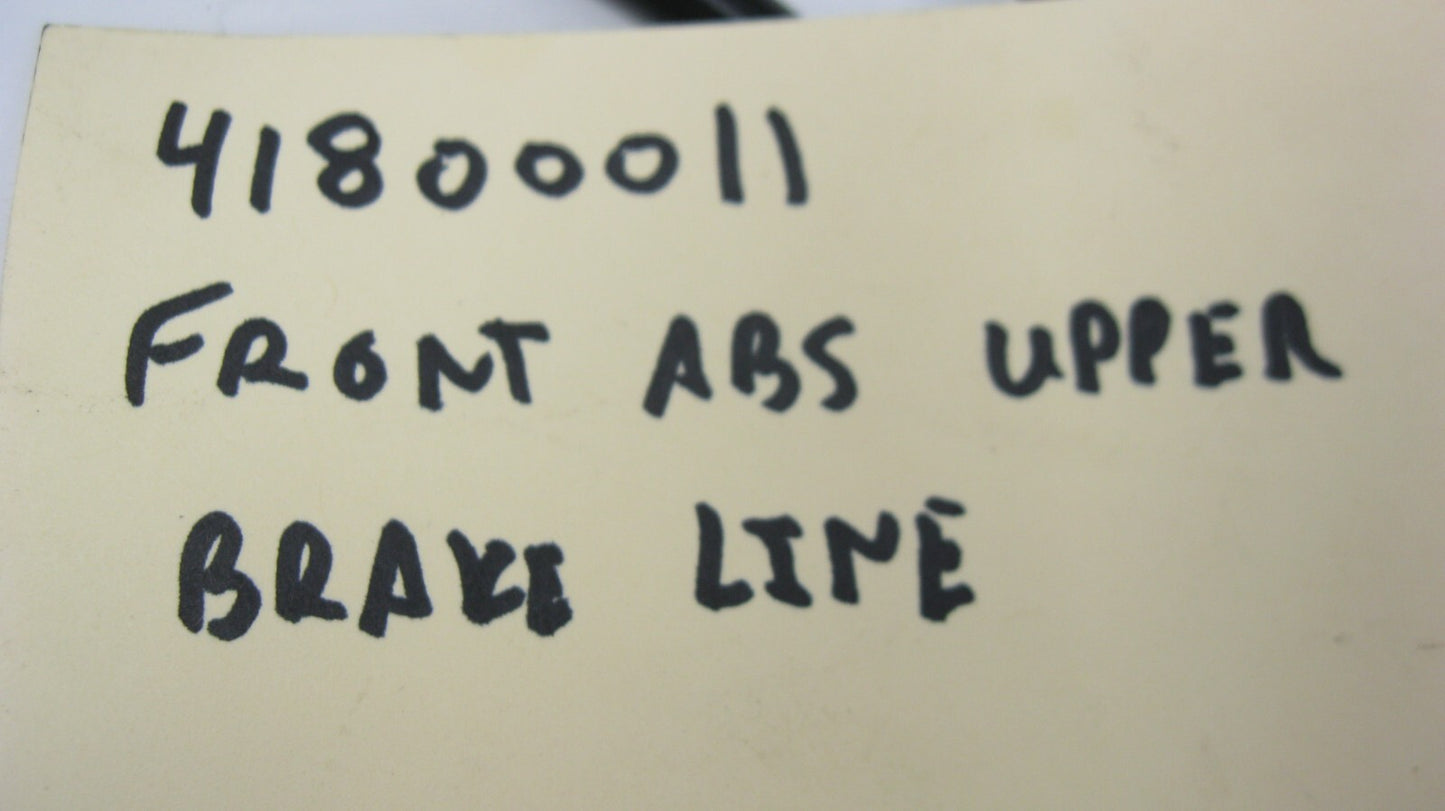 41800011
FRONT ABS UPPER
BRAKE LINE